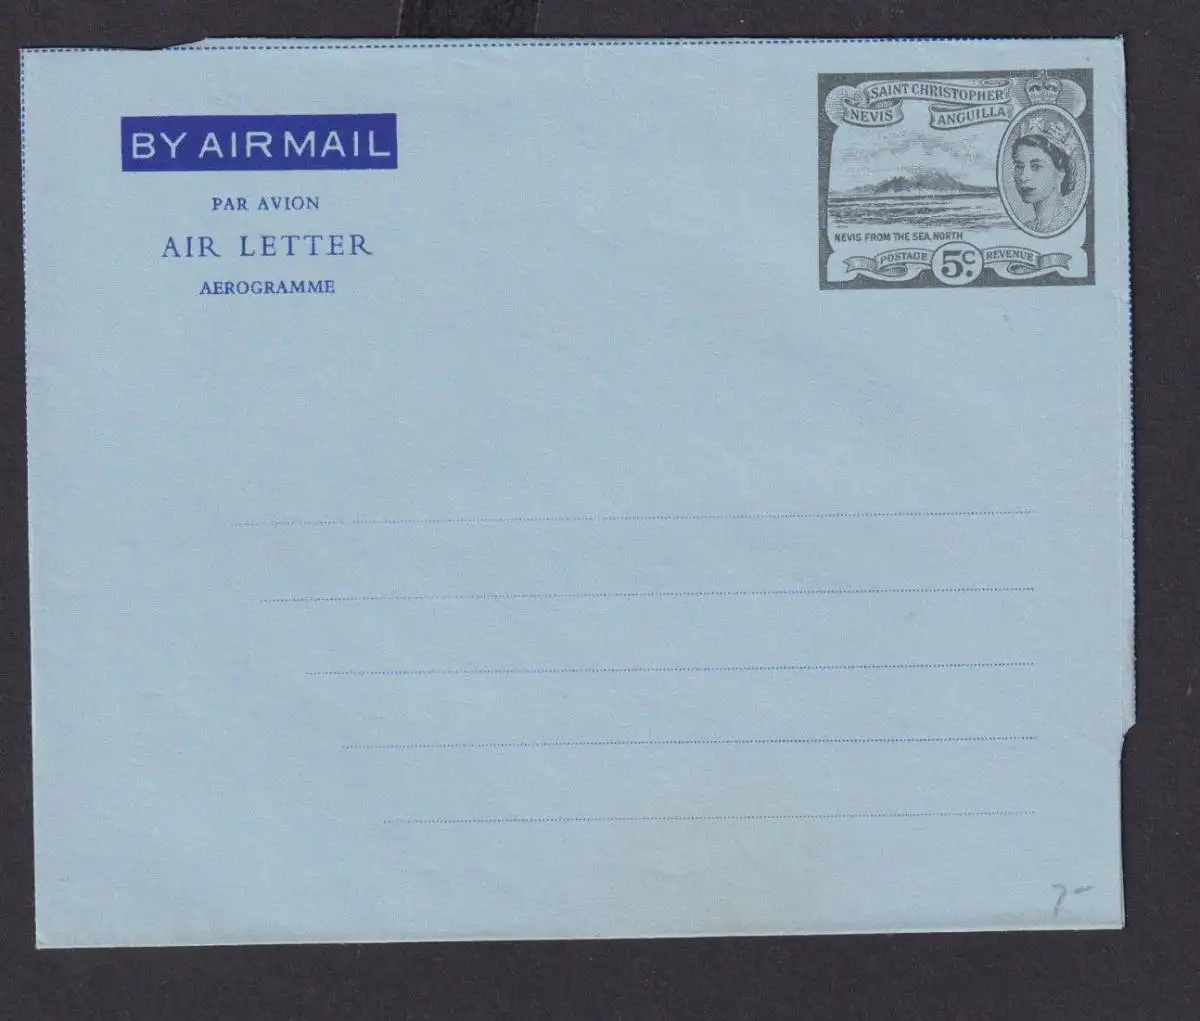 BY AIR MAIL
PAR AVION
AIR LETTER
AEROGRAMME
SAINT CHRISTOPHER
NEVIS ANGUILLA
NEVIS FROM THE SEA, NORTH
POSTAGE 5c. REVENUE
7-